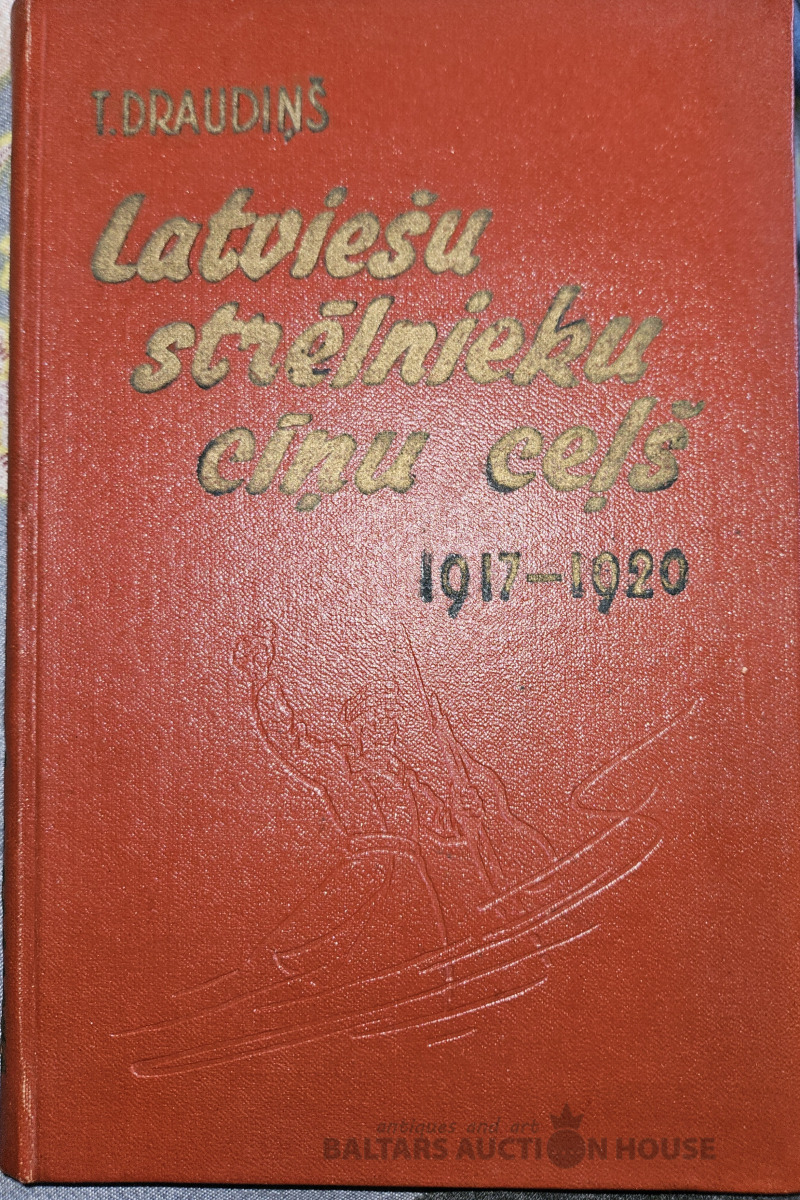 T. DRAUDIŅŠ
Latviešu
strēlnieku
cīņu ceļš
1917–1920
antiques and art
BALTARS AUCTION HOUSE